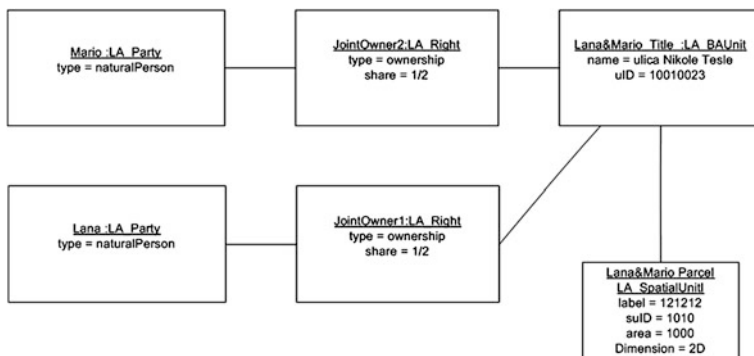 Mario :LA_Party
type = naturalPerson
JointOwner2:LA_Right
type = ownership
share = 1/2
Lana&Mario_Title :LA_BAUnit
name = ulica Nikole Tesle
uID = 10010023
Lana:LA_Party
type = naturalPerson
JointOwner1:LA_Right
type = ownership
share = 1/2
Lana&Mario Parcel
LA_SpatialUnitl
label = 121212
suID = 1010
area = 1000
Dimension = 2D